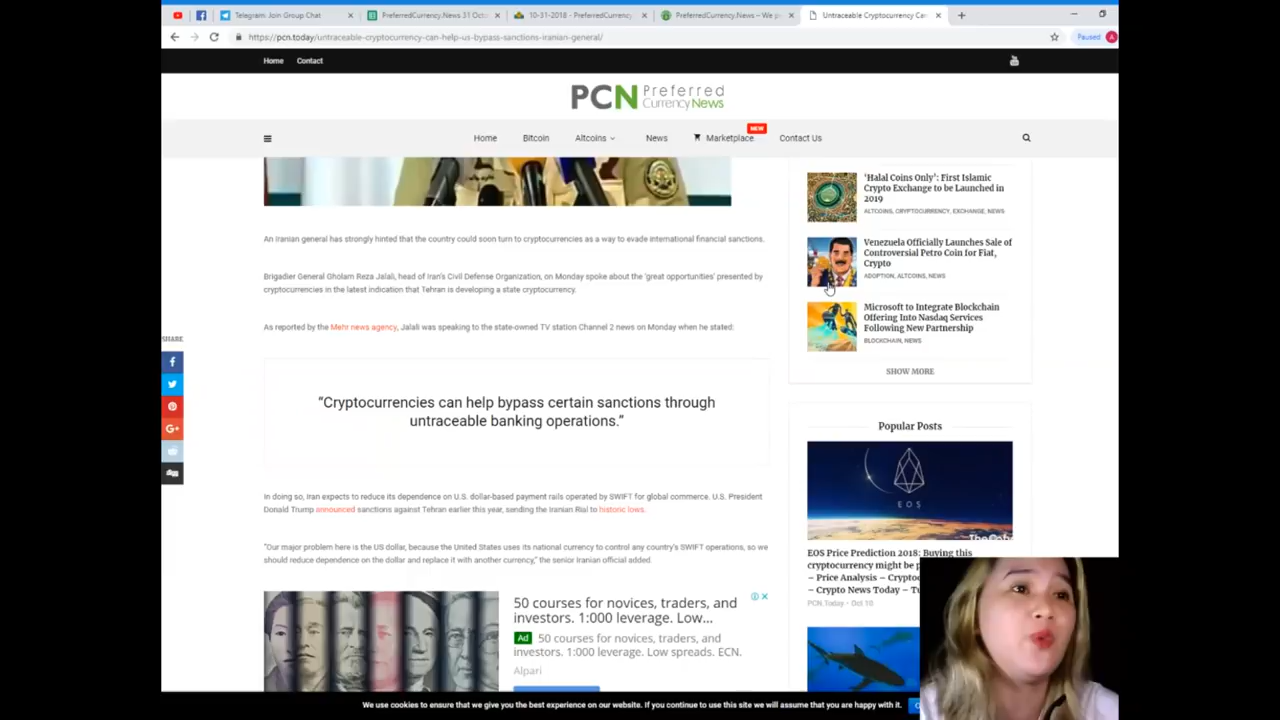 Telegram: Join Group Chat
PreferredCurrency.News 31 Octo
10-31-2018 - PreferredCurrency
PreferredCurrency.News – We p
Untraceable Cryptocurrency Can
https://pcn.today/untraceable-cryptocurrency-can-help-us-bypass-sanctions-iranian-general/
Paused
A
Home
Contact
PCN Preferred
Currency News
Home
Bitcoin
Altcoins
News
Marketplace
NEW
Contact Us
'Halal Coins Only': First Islamic
Crypto Exchange to be Launched in
2019
ALTCOINS, CRYPTOCURRENCY, EXCHANGE, NEWS
An Iranian general has strongly hinted that the country could soon turn to cryptocurrencies as a way to evade international financial sanctions.
Venezuela Officially Launches Sale of
Controversial Petro Coin for Fiat,
Crypto
ADOPTION, ALTCOINS, NEWS
Brigadier General Gholam Reza Jalali, head of Iran's Civil Defense Organization, on Monday spoke about the 'great opportunities' presented by
cryptocurrencies in the latest indication that Tehran is developing a state cryptocurrency.
Microsoft to Integrate Blockchain
Offering Into Nasdaq Services
Following New Partnership
BLOCKCHAIN, NEWS
As reported by the Mehr news agency, Jalali was speaking to the state-owned TV station Channel 2 news on Monday when he stated:
SHARE
SHOW MORE
"Cryptocurrencies can help bypass certain sanctions through
untraceable banking operations."
Popular Posts
EOS
In doing so, Iran expects to reduce its dependence on U.S. dollar-based payment rails operated by SWIFT for global commerce. U.S. President
Donald Trump announced sanctions against Tehran earlier this year, sending the Iranian Rial to historic lows.
"Our major problem here is the US dollar, because the United States uses its national currency to control any country's SWIFT operations, so we
should reduce dependence on the dollar and replace it with another currency," the senior Iranian official added.
EOS Price Prediction 2018: Buying this
cryptocurrency might be
– Price Analysis –
– Crypto News Today –
PCN.Today - Oct 10
50 courses for novices, traders, and
investors. 1:000 leverage. Low...
Ad 50 courses for novices, traders, and
investors. 1:000 leverage. Low spreads. ECN.
Alpari
We use cookies to ensure that we give you the best experience on our website. If you continue to use this site we will assume that you are happy with it.